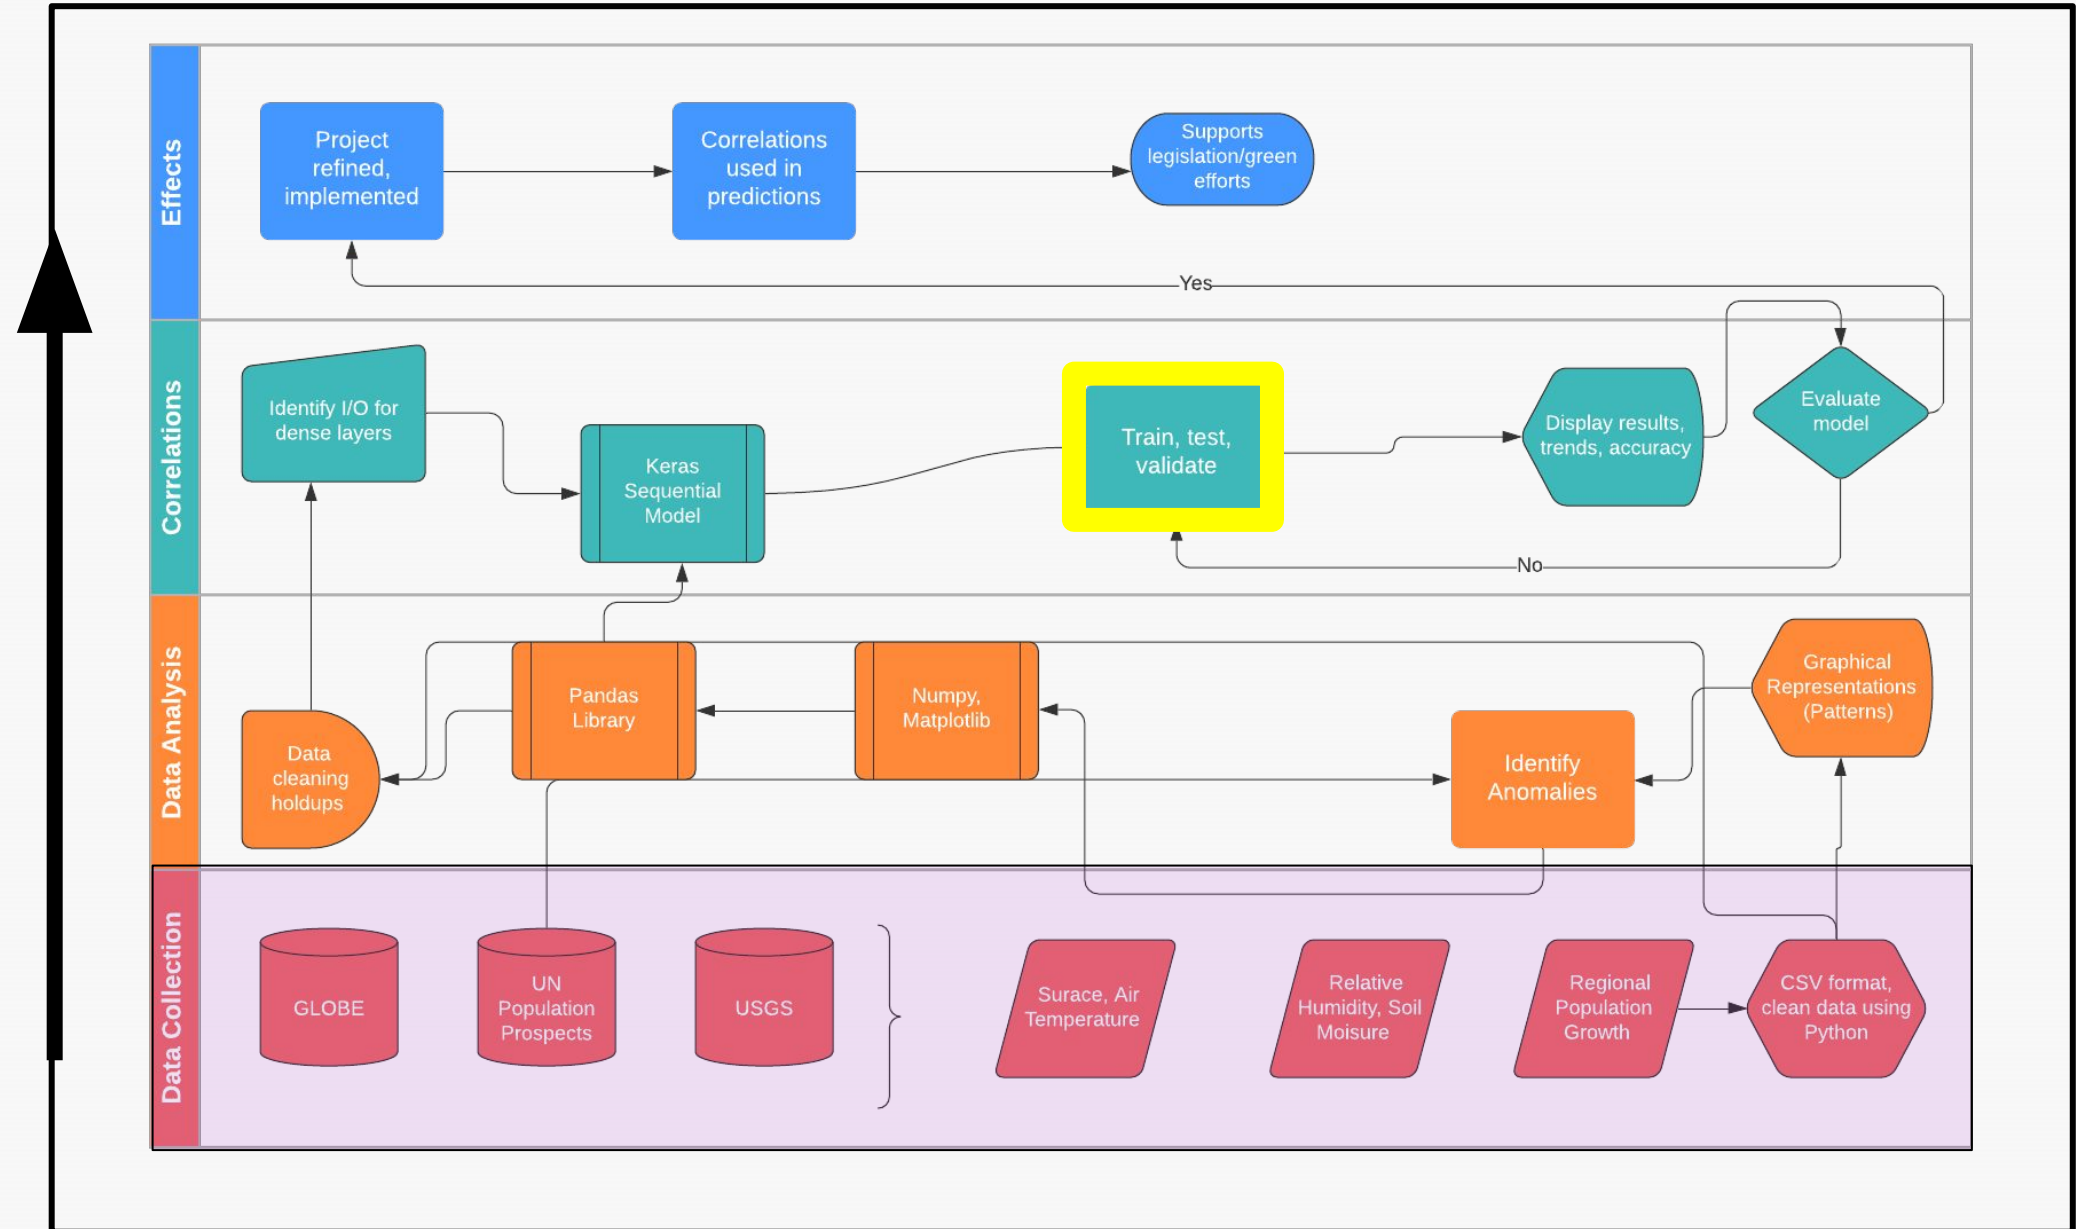 Effects
Project
refined,
implemented
Correlations
used in
predictions
Supports
legislation/green
efforts
Yes
Correlations
Identify I/O for
dense layers
Keras
Sequential
Model
Train, test,
validate
Display results,
trends, accuracy
Evaluate
model
No
Data Analysis
Data
cleaning
holdups
Pandas
Library
Numpy,
Matplotlib
Identify
Anomalies
Graphical
Representations
(Patterns)
Data Collection
GLOBE
UN
Population
Prospects
USGS
Surace, Air
Temperature
Relative
Humidity, Soil
Moisure
Regional
Population
Growth
CSV format,
clean data using
Python